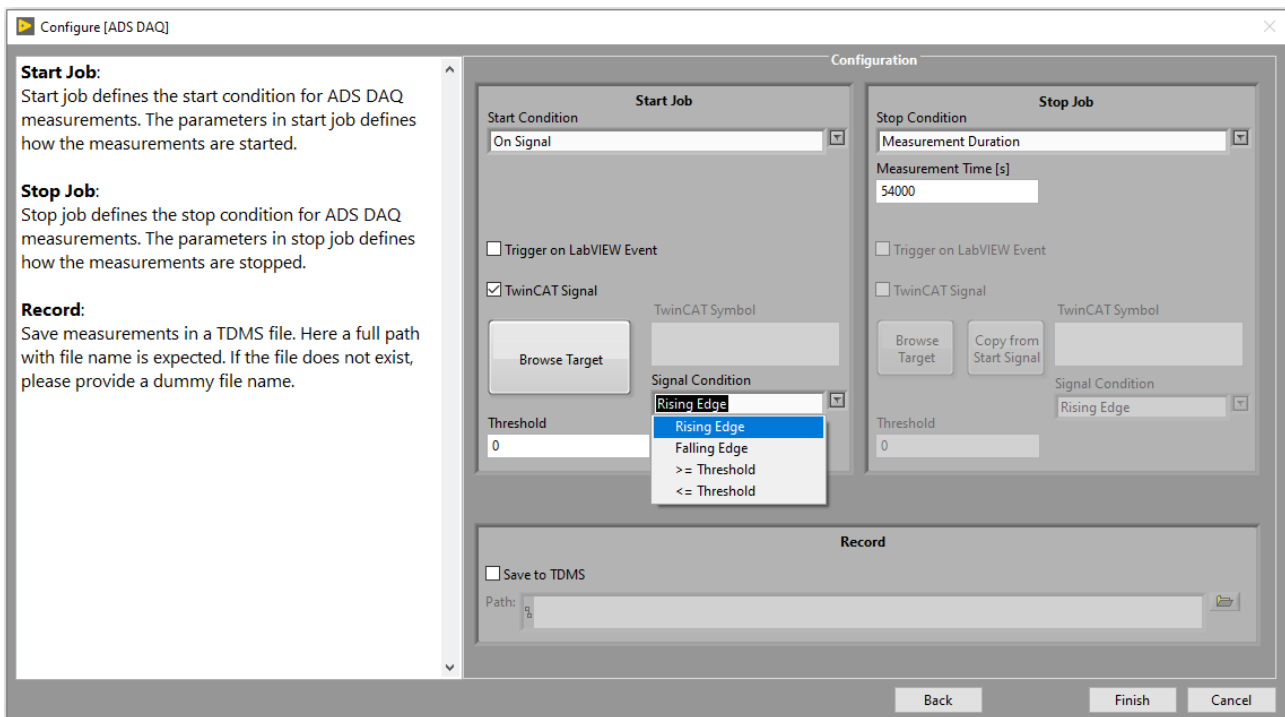 Configure [ADS DAQ]
Start Job:
Start job defines the start condition for ADS DAQ
measurements. The parameters in start job defines
how the measurements are started.
Stop Job:
Stop job defines the stop condition for ADS DAQ
measurements. The parameters in stop job defines
how the measurements are stopped.
Record:
Save measurements in a TDMS file. Here a full path
with file name is expected. If the file does not exist,
please provide a dummy file name.
Configuration
Start Job
Start Condition
On Signal
Trigger on LabVIEW Event
TwinCAT Signal
TwinCAT Symbol
Browse Target
Signal Condition
Rising Edge
Threshold
0
Rising Edge
Falling Edge
>= Threshold
<= Threshold
Stop Job
Stop Condition
Measurement Duration
Measurement Time [s]
54000
Trigger on LabVIEW Event
TwinCAT Signal
TwinCAT Symbol
Browse
Target
Copy from
Start Signal
Signal Condition
Rising Edge
Threshold
0
Record
Save to TDMS
Path:
Back
Finish
Cancel